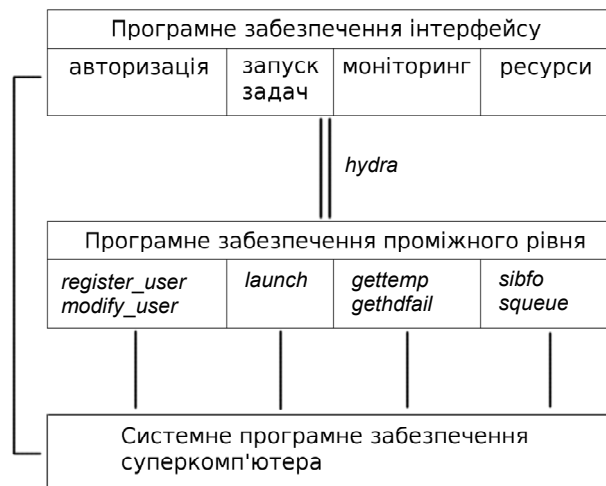 Програмне забезпечення інтерфейсу
авторизація
запуск
задач
моніторинг
ресурси
hydra
Програмне забезпечення проміжного рівня
register_user
modify_user
launch
gettemp
gethdfail
sibfo
squeue
Системне програмне забезпечення
суперкомп'ютера